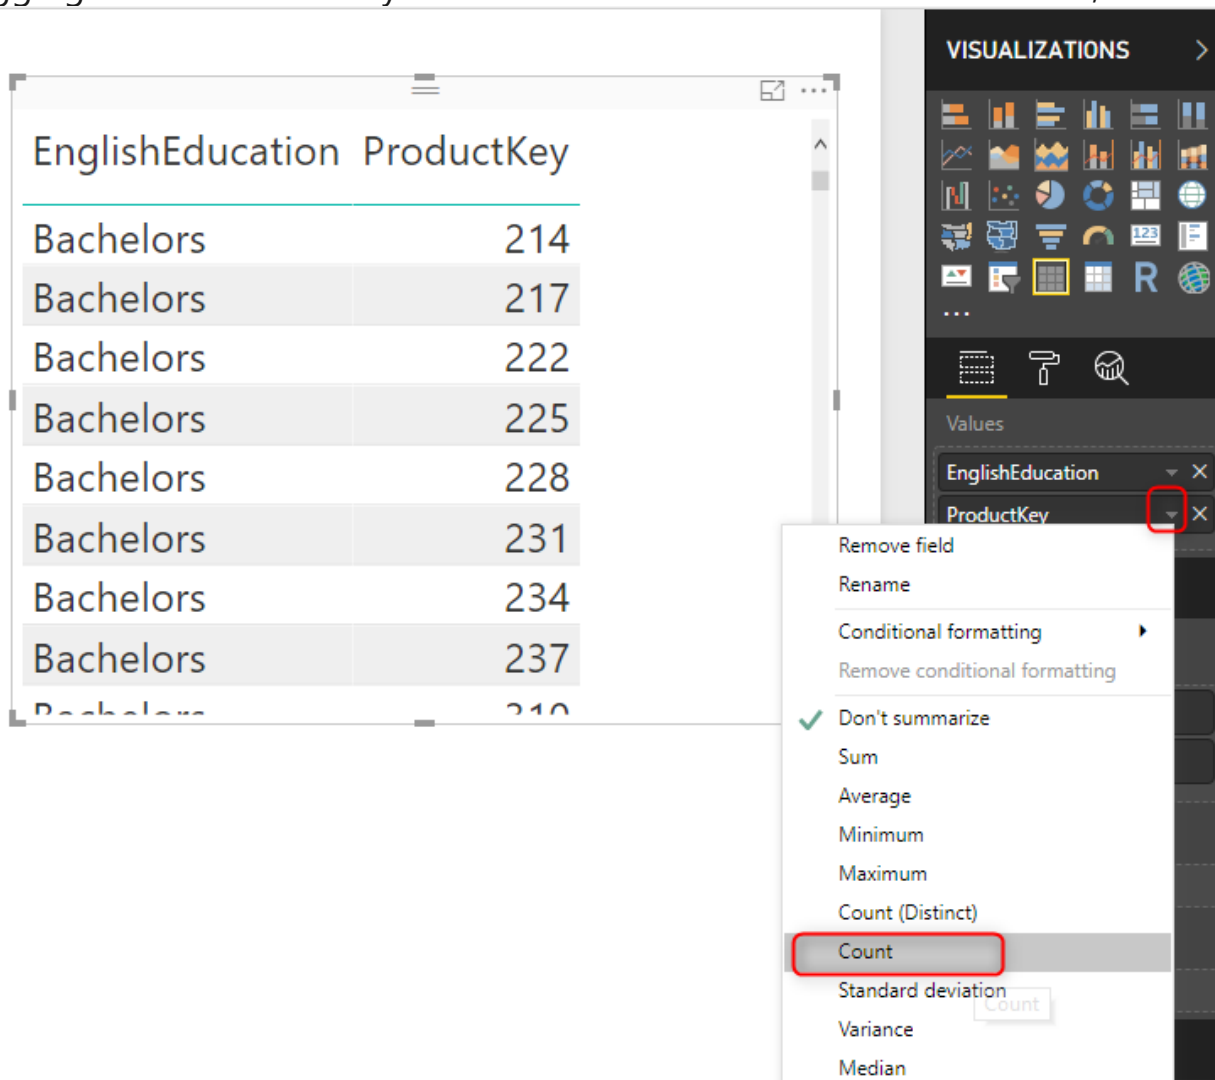 VISUALIZATIONS
EnglishEducation ProductKey
Bachelors 214
Bachelors 217
Bachelors 222
Bachelors 225
Bachelors 228
Bachelors 231
Bachelors 234
Bachelors 237
Bachelors 310
123
R
Values
EnglishEducation
ProductKey
Remove field
Rename
Conditional formatting
Remove conditional formatting
Don't summarize
Sum
Average
Minimum
Maximum
Count (Distinct)
Count
Standard deviation
Count
Variance
Median